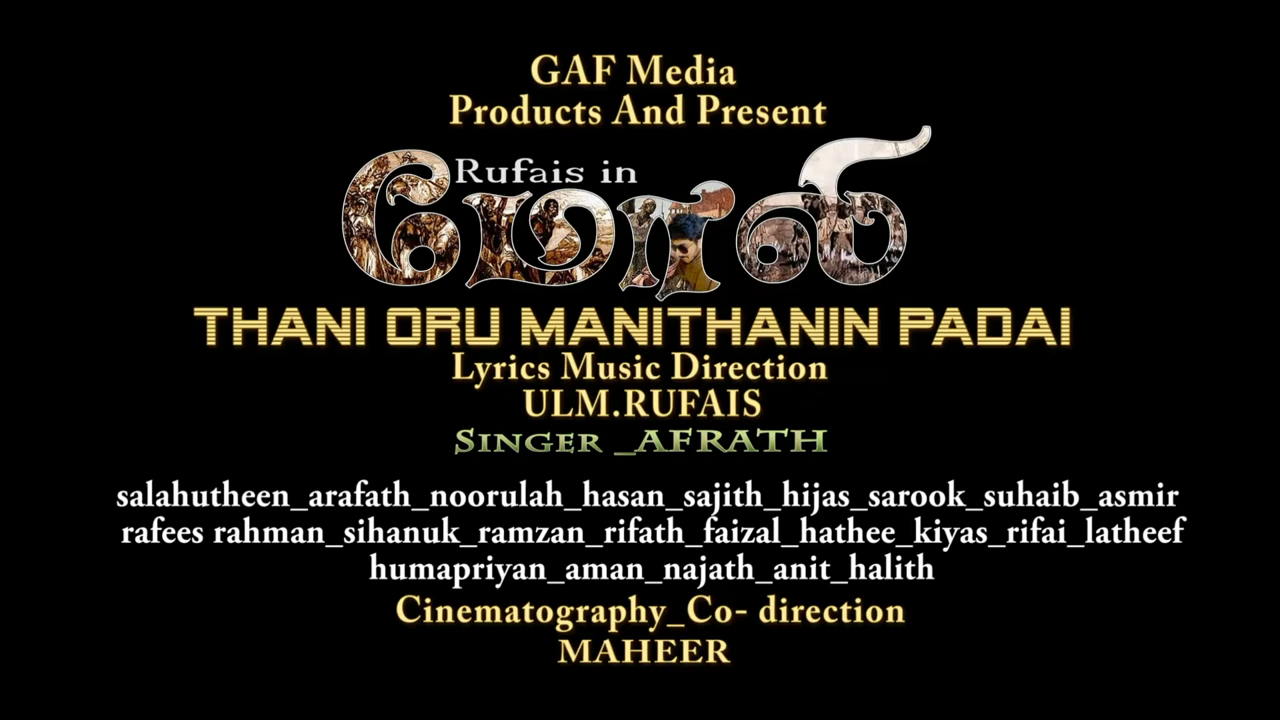 GAF Media
Products And Present
Rufais in
மோலி
THANI ORU MANITHANIN PADAI
Lyrics Music Direction
ULM.RUFAIS
SINGER _AFRATH
salahutheen_arafath_noorulah_hasan_sajith_hijas_sarook_suhaib_asmir
rafees rahman_sihanuk_ramzan_rifath_faizal_hathee_kiyas_rifai_latheef
humapriyan_aman_najath_anit_halith
Cinematography_Co- direction
MAHEER